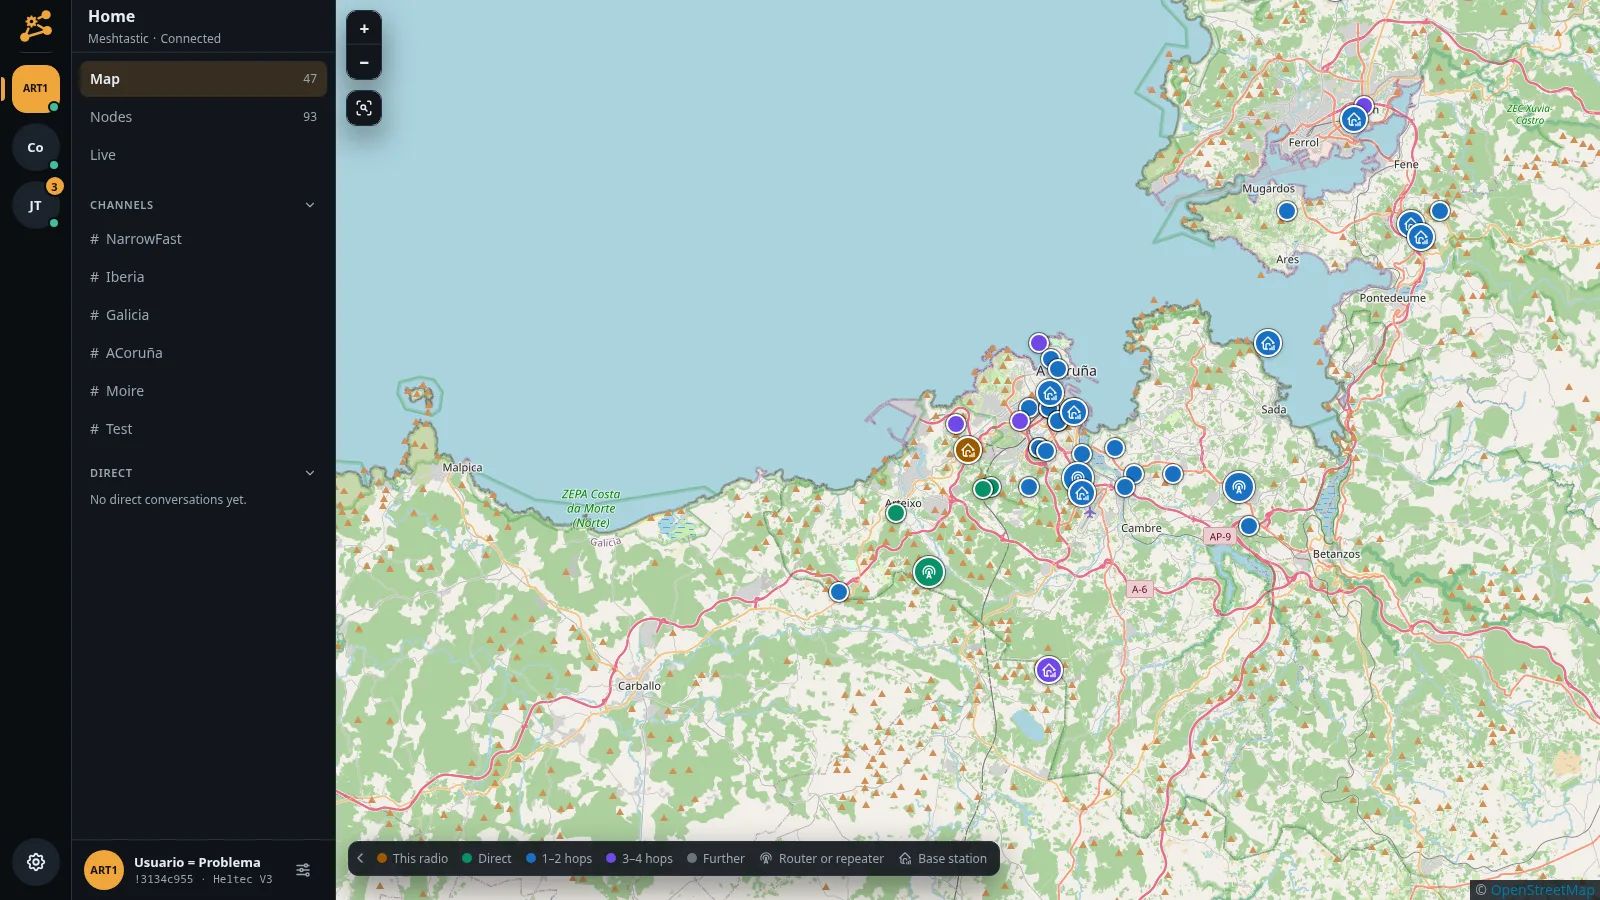 Home
Meshtastic · Connected
ART1
Map 47
Nodes 93
Live
Co
3
JT
CHANNELS
# NarrowFast
# Iberia
# Galicia
# ACoruña
# Moire
# Test
DIRECT
No direct conversations yet.
ART1
Usuario = Problema
!3134c955 · Heltec V3
+
−
ZEC Xuvia-
Castro
Ferrol
Fene
Mugardos
Ares
Pontedeume
Sada
Malpica
ZEPA Costa
da Morte
(Norte)
Galicia
Arteixo
Cambre
AP-9
Betanzos
A-6
Carballo
This radio
Direct
1–2 hops
3–4 hops
Further
Router or repeater
Base station
© OpenStreetMap